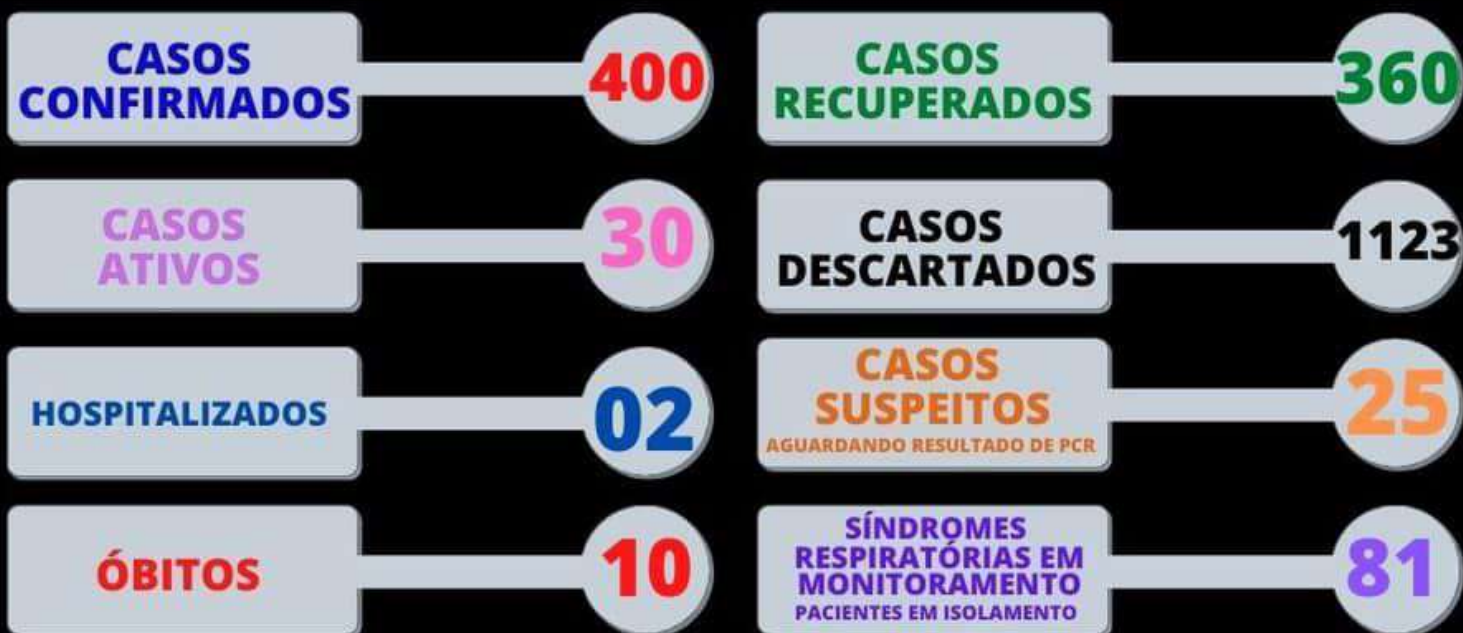 CASOS
CONFIRMADOS
400
CASOS
RECUPERADOS
360
CASOS
ATIVOS
30
CASOS
DESCARTADOS
1123
HOSPITALIZADOS
02
CASOS
SUSPEITOS
AGUARDANDO RESULTADO DE PCR
25
ÓBITOS
10
SÍNDROMES
RESPIRATÓRIAS EM
MONITORAMENTO
PACIENTES EM ISOLAMENTO
81